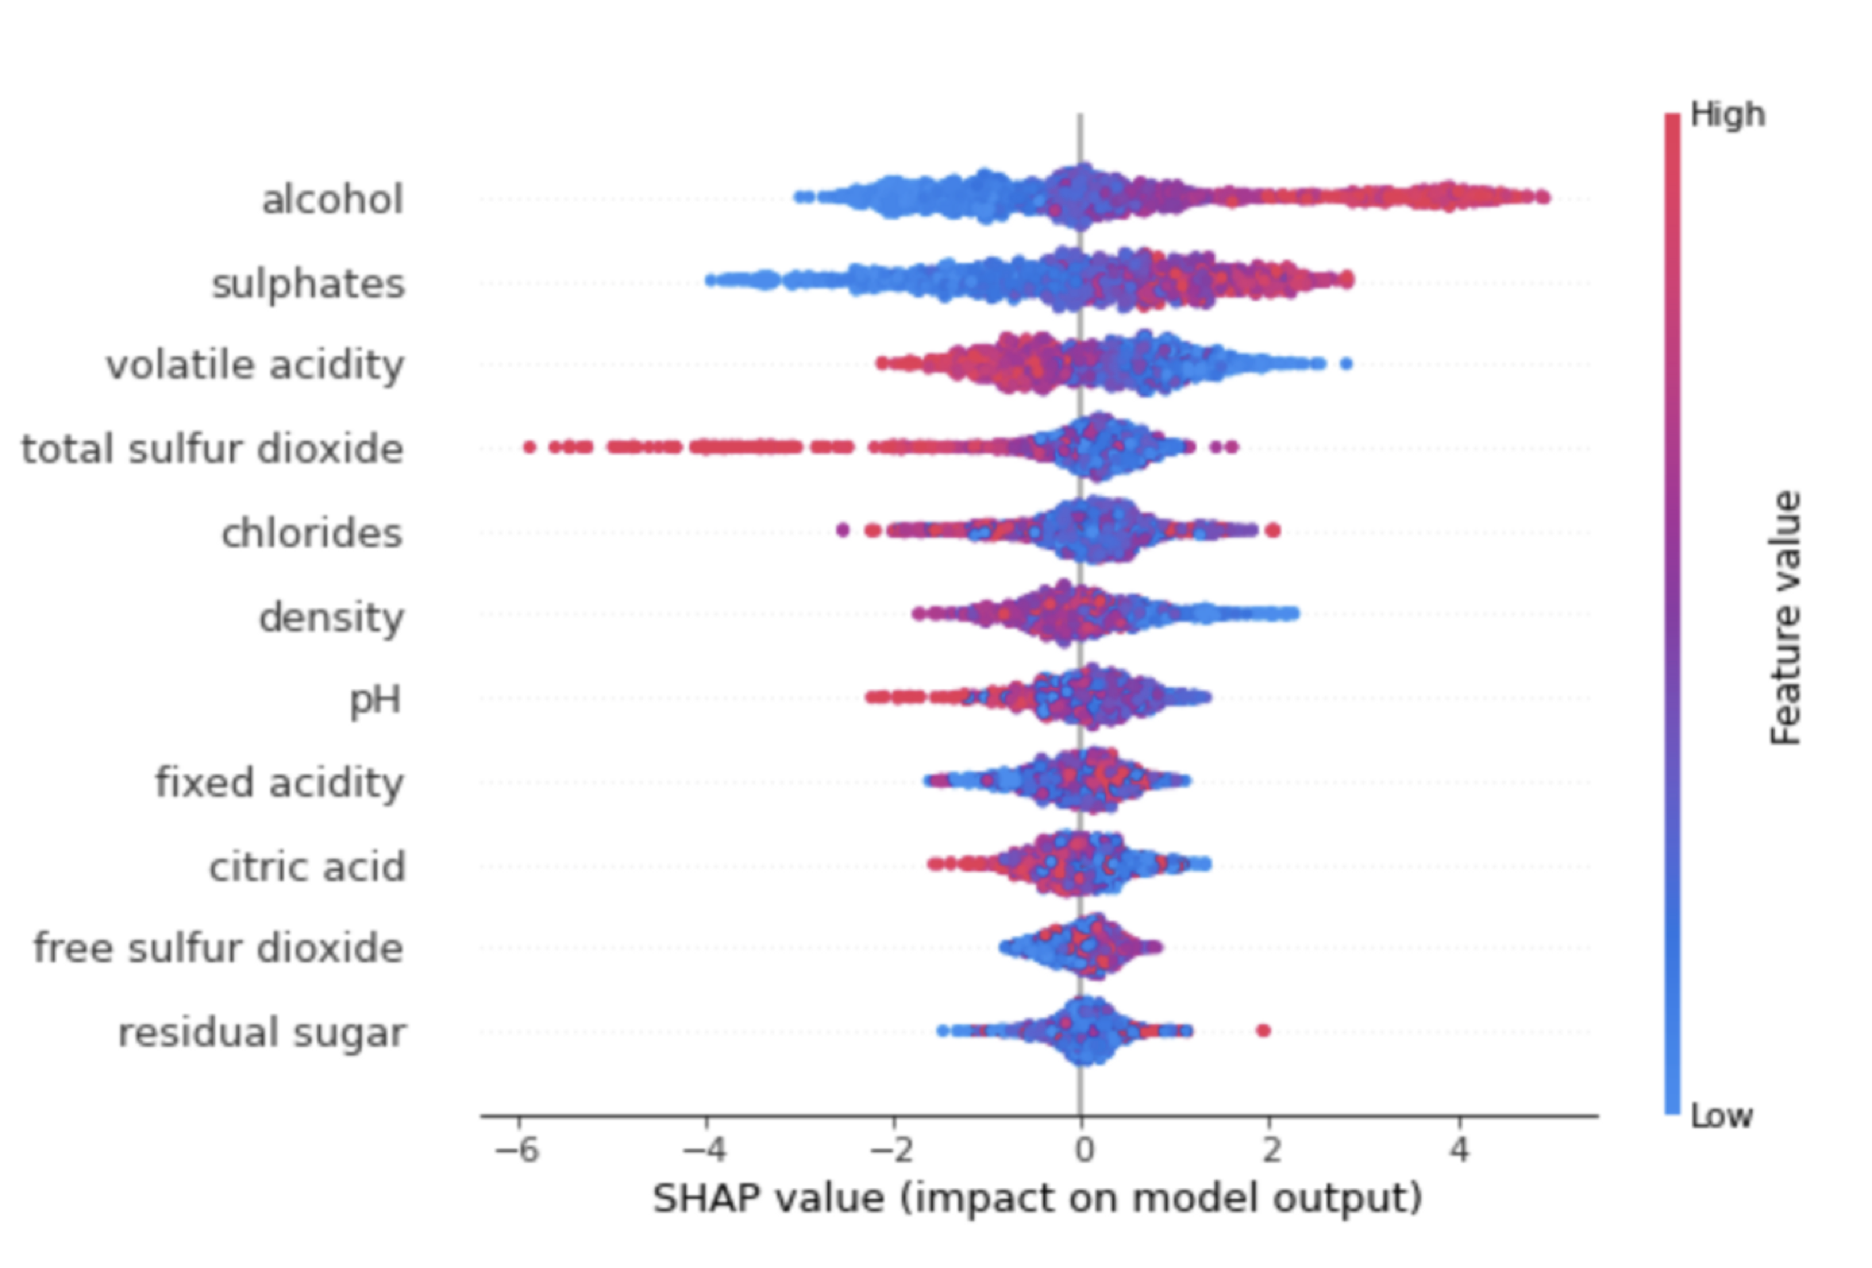 High
alcohol
sulphates
volatile acidity
total sulfur dioxide
chlorides
density
pH
fixed acidity
citric acid
free sulfur dioxide
residual sugar
Feature value
Low
−6 −4 −2 0 2 4
SHAP value (impact on model output)